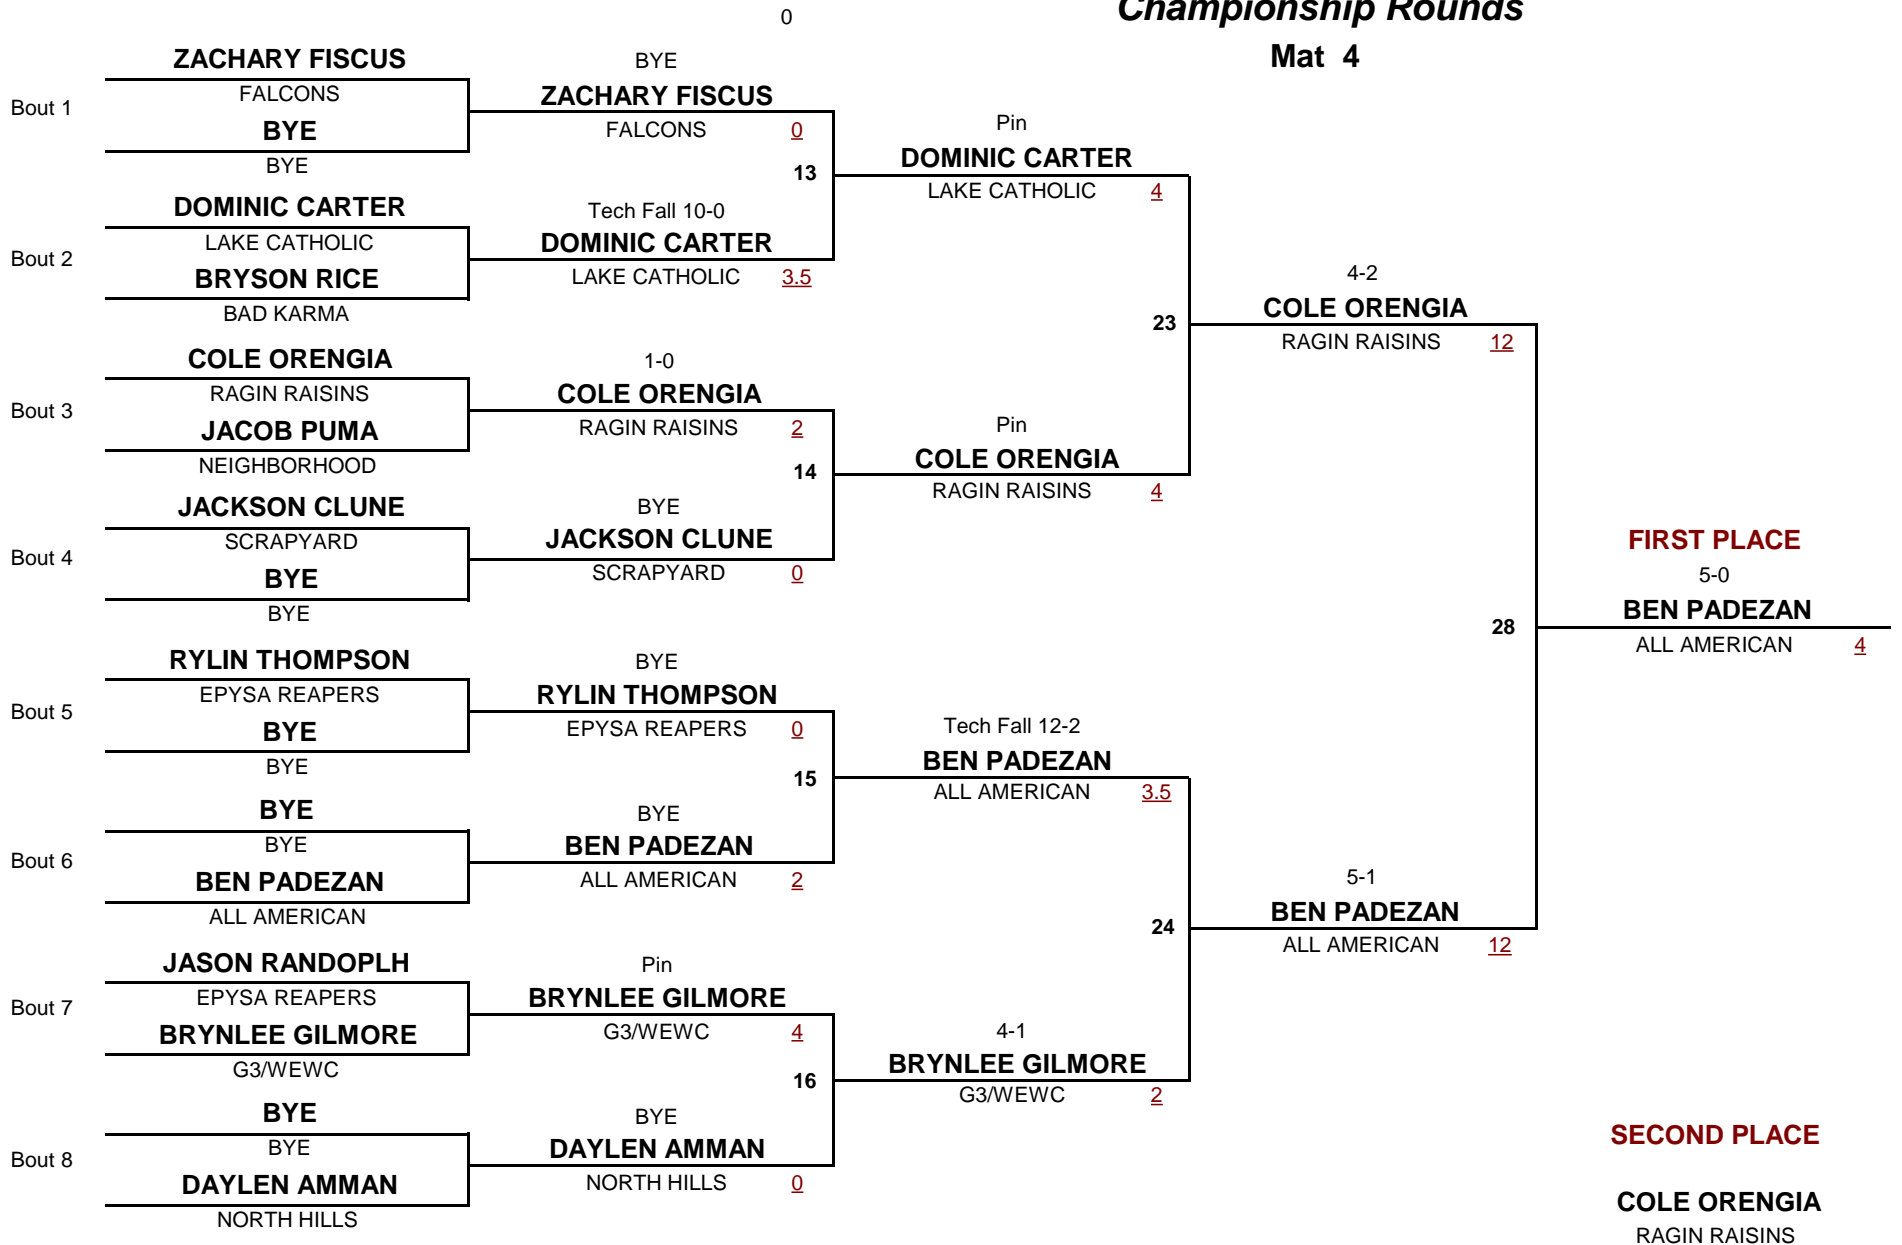 0
Championship Rounds
Mat 4
ZACHARY FISCUS
FALCONS
Bout 1
BYE
BYE
DOMINIC CARTER
LAKE CATHOLIC
Bout 2
BRYSON RICE
BAD KARMA
COLE ORENGIA
RAGIN RAISINS
Bout 3
JACOB PUMA
NEIGHBORHOOD
JACKSON CLUNE
SCRAPYARD
Bout 4
BYE
BYE
RYLIN THOMPSON
EPYSA REAPERS
Bout 5
BYE
BYE
BYE
BYE
Bout 6
BEN PADEZAN
ALL AMERICAN
JASON RANDOPLH
EPYSA REAPERS
Bout 7
BRYNLEE GILMORE
G3/WEWC
BYE
BYE
Bout 8
DAYLEN AMMAN
NORTH HILLS
BYE
ZACHARY FISCUS
FALCONS 0
13
Tech Fall 10-0
DOMINIC CARTER
LAKE CATHOLIC 3.5
1-0
COLE ORENGIA
RAGIN RAISINS 2
14
BYE
JACKSON CLUNE
SCRAPYARD 0
BYE
RYLIN THOMPSON
EPYSA REAPERS 0
15
BYE
BEN PADEZAN
ALL AMERICAN 2
Pin
BRYNLEE GILMORE
G3/WEWC 4
16
BYE
DAYLEN AMMAN
NORTH HILLS 0
Pin
DOMINIC CARTER
LAKE CATHOLIC 4
23
Pin
COLE ORENGIA
RAGIN RAISINS 4
Tech Fall 12-2
BEN PADEZAN
ALL AMERICAN 3.5
24
4-1
BRYNLEE GILMORE
G3/WEWC 2
4-2
COLE ORENGIA
RAGIN RAISINS 12
28
5-1
BEN PADEZAN
ALL AMERICAN 12
FIRST PLACE
5-0
BEN PADEZAN
ALL AMERICAN 4
SECOND PLACE
COLE ORENGIA
RAGIN RAISINS